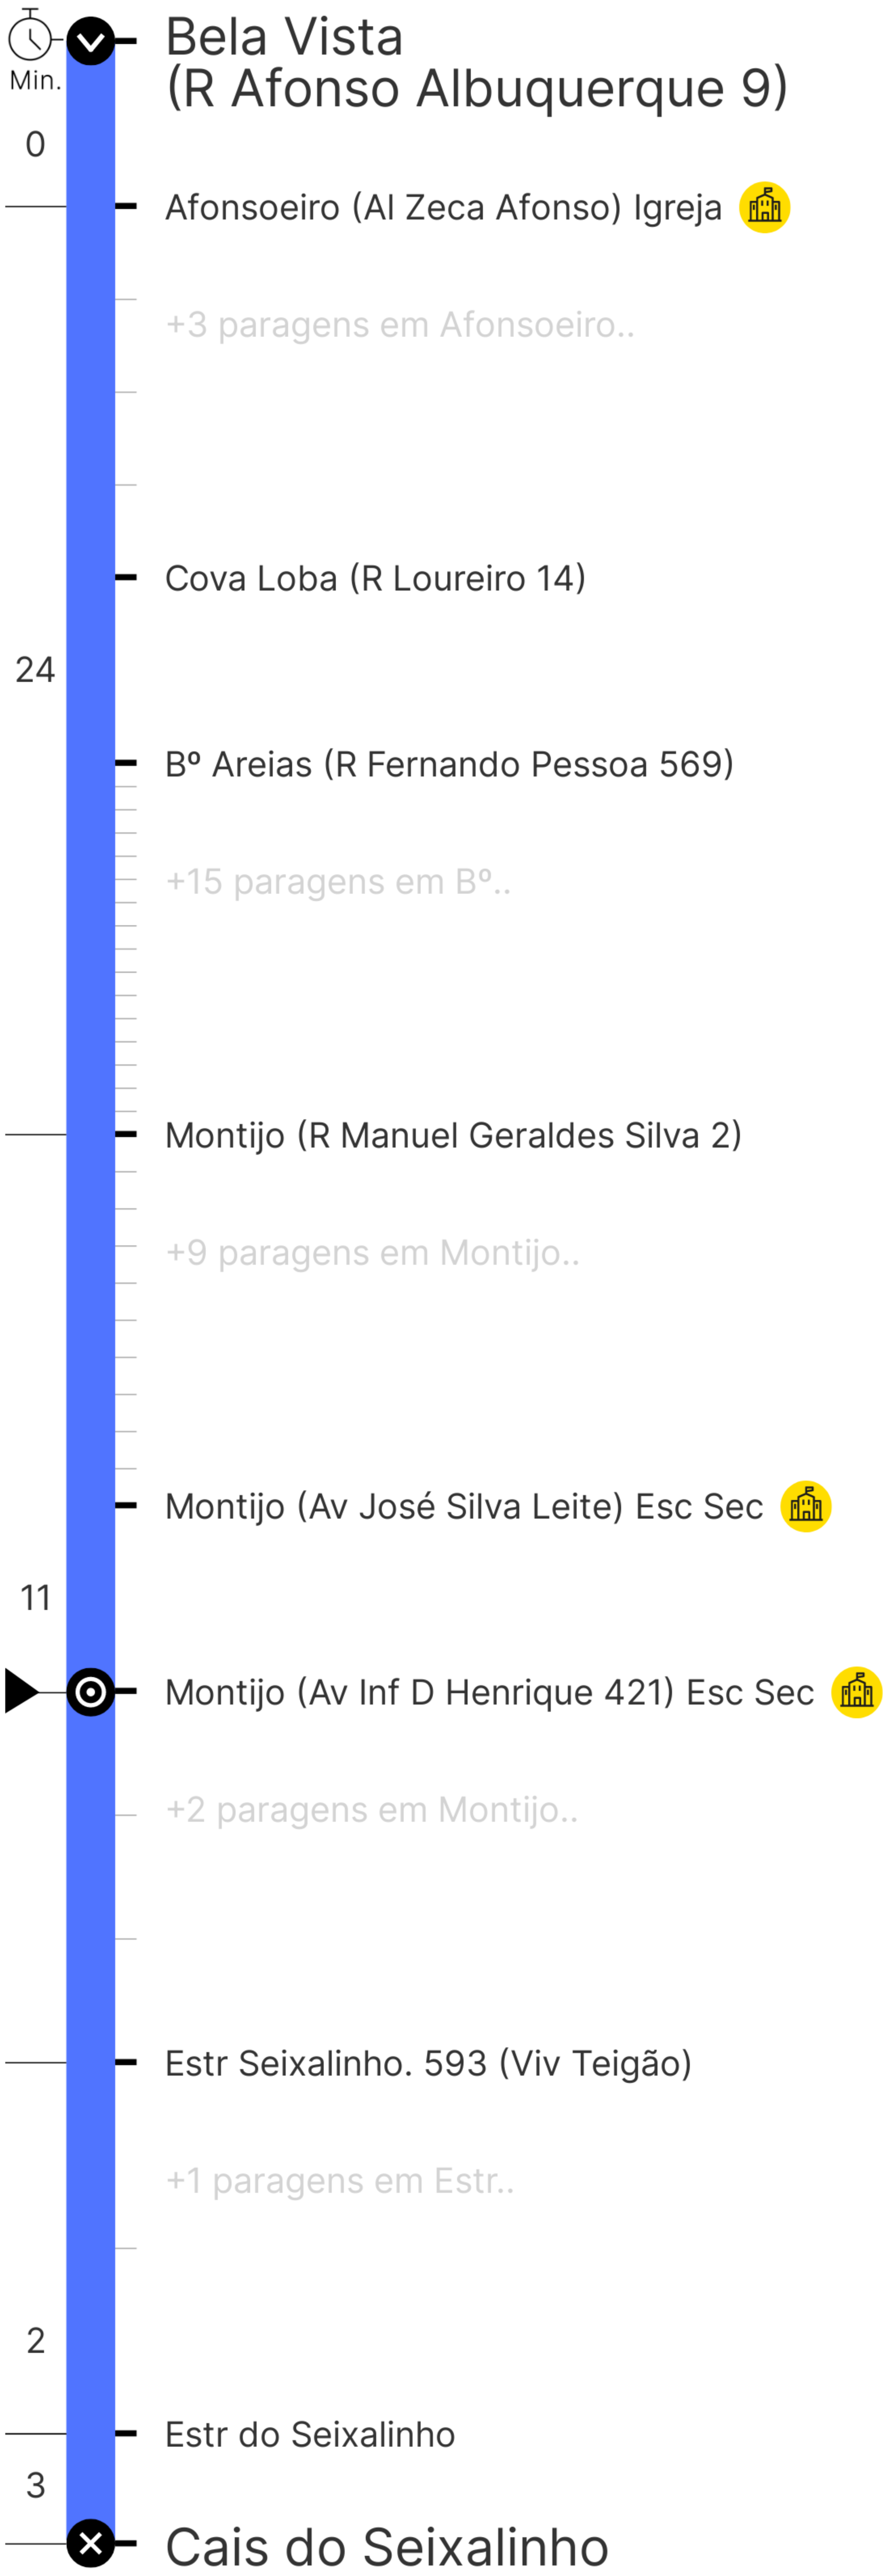 Bela Vista
(R Afonso Albuquerque 9)
Min.
0
Afonsoeiro (Al Zeca Afonso) Igreja
+3 paragens em Afonsoeiro..
Cova Loba (R Loureiro 14)
24
Bº Areias (R Fernando Pessoa 569)
+15 paragens em Bº..
Montijo (R Manuel Geraldes Silva 2)
+9 paragens em Montijo..
Montijo (Av José Silva Leite) Esc Sec
11
Montijo (Av Inf D Henrique 421) Esc Sec
+2 paragens em Montijo..
Estr Seixalinho. 593 (Viv Teigão)
+1 paragens em Estr..
2
Estr do Seixalinho
3
Cais do Seixalinho